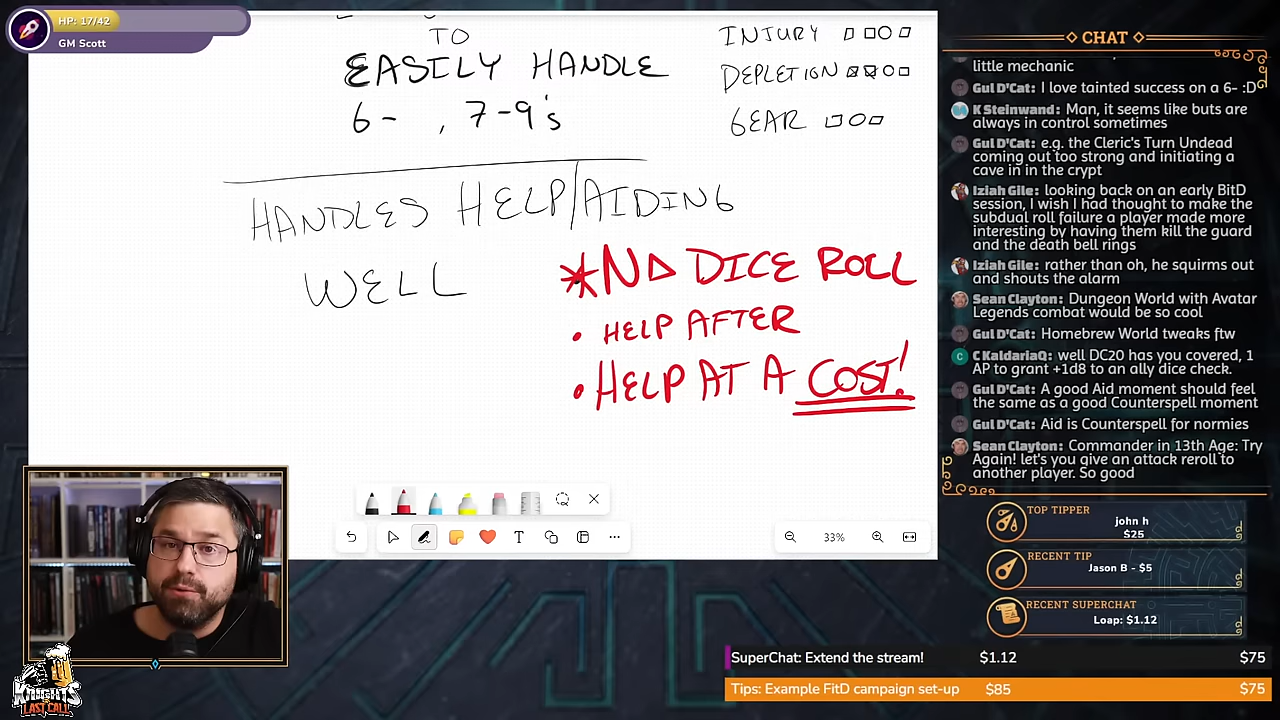 HP: 17/42
GM Scott
TO
EASILY HANDLE
6- , 7-9's
INJURY
DEPLETION
GEAR
HANDLES HELP/AIDING
WELL
*NO DICE ROLL
• HELP AFTER
• HELP AT A COST!
T
33%
CHAT
little mechanic
Gul D'Cat: I love tainted success on a 6- :D
K Steinwand: Man, it seems like buts are
always in control sometimes
Gul D'Cat: e.g. the Cleric's Turn Undead
coming out too strong and initiating a
cave in in the crypt
Iziah Gile: looking back on an early BitD
session, I wish I had thought to make the
subdual roll failure a player made more
interesting by having them kill the guard
and the death bell rings
Iziah Gile: rather than oh, he squirms out
and shouts the alarm
Sean Clayton: Dungeon World with Avatar
Legends combat would be so cool
Gul D'Cat: Homebrew World tweaks ftw
C KaldariaQ: well DC20 has you covered, 1
AP to grant +1d8 to an ally dice check.
Gul D'Cat: A good Aid moment should feel
the same as a good Counterspell moment
Gul D'Cat: Aid is Counterspell for normies
Sean Clayton: Commander in 13th Age: Try
Again! let's you give an attack reroll to
another player. So good
TOP TIPPER
john h
$25
RECENT TIP
Jason B - $5
RECENT SUPERCHAT
Loap: $1.12
SuperChat: Extend the stream! $1.12 $75
Tips: Example FitD campaign set-up $85 $75
KNIGHTS
LAST CALL